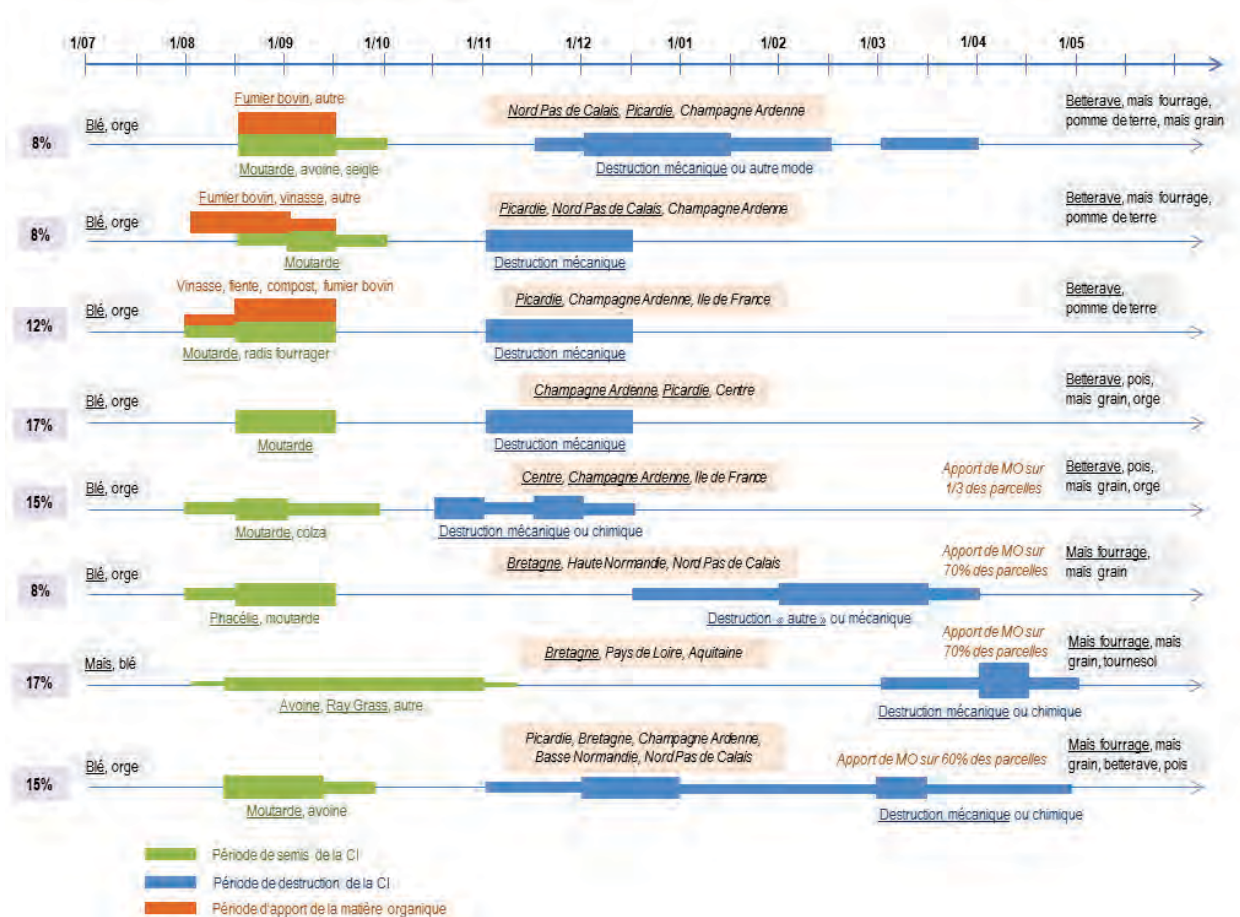 1/07 1/08 1/09 1/10 1/11 1/12 1/01 1/02 1/03 1/04 1/05
8%
Blé, orge
Fumier bovin, autre
Moutarde, avoine, seigle
Nord Pas de Calais, Picardie, Champagne Ardenne
Destruction mécanique ou autre mode
Betterave, maïs fourrage,
pomme de terre, maïs grain
8%
Blé, orge
Fumier bovin, vinasse, autre
Moutarde
Picardie, Nord Pas de Calais, Champagne Ardenne
Destruction mécanique
Betterave, maïs fourrage,
pomme de terre
12%
Blé, orge
Vinasse, fiente, compost, fumier bovin
Moutarde, radis fourrager
Picardie, Champagne Ardenne, Ile de France
Destruction mécanique
Betterave,
pomme de terre
17%
Blé, orge
Moutarde
Champagne Ardenne, Picardie, Centre
Destruction mécanique
Betterave, pois,
maïs grain, orge
15%
Blé, orge
Moutarde, colza
Centre, Champagne Ardenne, Ile de France
Destruction mécanique ou chimique
Apport de MO sur
1/3 des parcelles
Betterave, pois,
maïs grain, orge
8%
Blé, orge
Phacélie, moutarde
Bretagne, Haute Normandie, Nord Pas de Calais
Destruction « autre » ou mécanique
Apport de MO sur
70% des parcelles
Maïs fourrage,
maïs grain
17%
Maïs, blé
Avoine, Ray Grass, autre
Bretagne, Pays de Loire, Aquitaine
Apport de MO sur
70% des parcelles
Destruction mécanique ou chimique
Maïs fourrage, maïs
grain, tournesol
15%
Blé, orge
Moutarde, avoine
Picardie, Bretagne, Champagne Ardenne,
Basse Normandie, Nord Pas de Calais
Apport de MO sur 60% des parcelles
Destruction mécanique ou chimique
Maïs fourrage, maïs
grain, betterave, pois
Période de semis de la CI
Période de destruction de la CI
Période d'apport de la matière organique